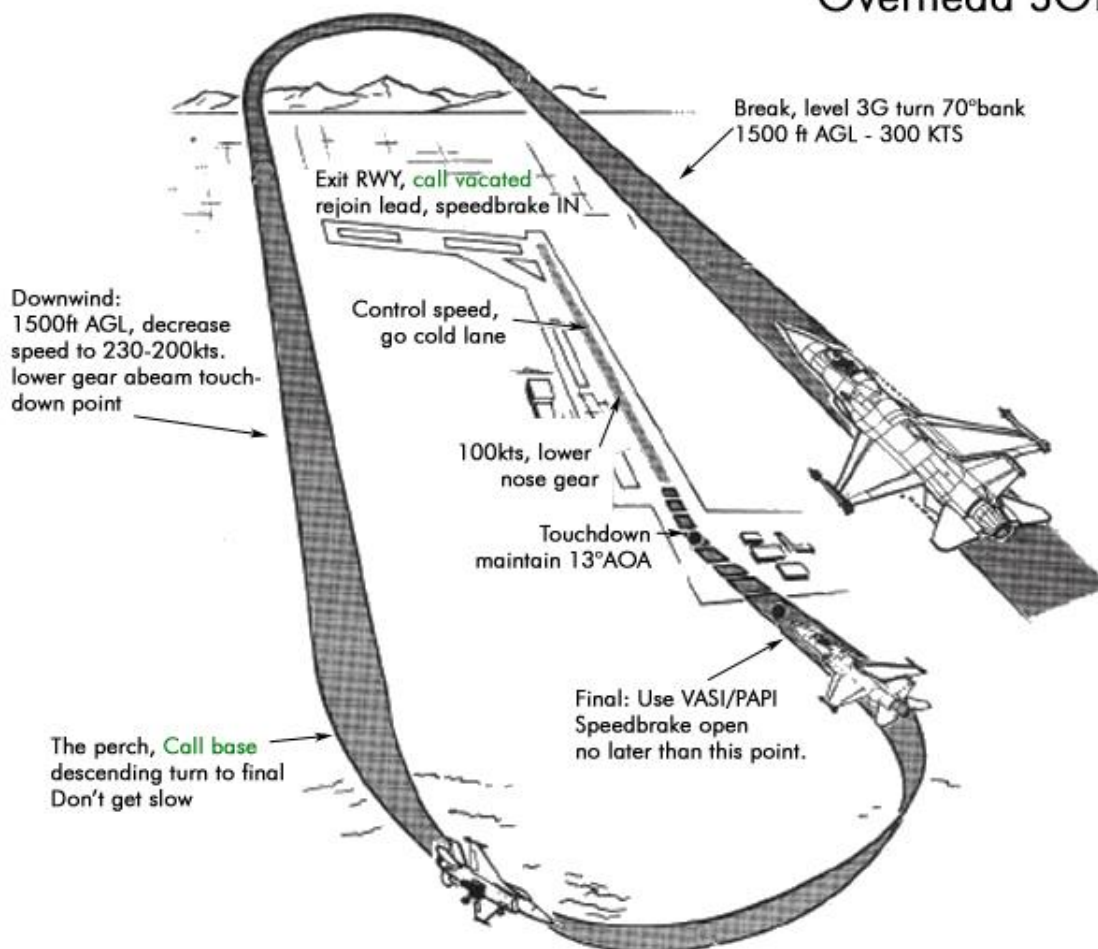 Overhead
Break, level 3G turn 70°bank
1500 ft AGL - 300 KTS
Exit RWY, call vacated
rejoin lead, speedbrake IN
Downwind:
1500ft AGL, decrease
speed to 230-200kts.
lower gear abeam touch-
down point
Control speed,
go cold lane
100kts, lower
nose gear
Touchdown
maintain 13°AOA
Final: Use VASI/PAPI
Speedbrake open
no later than this point.
The perch, Call base
descending turn to final
Don't get slow